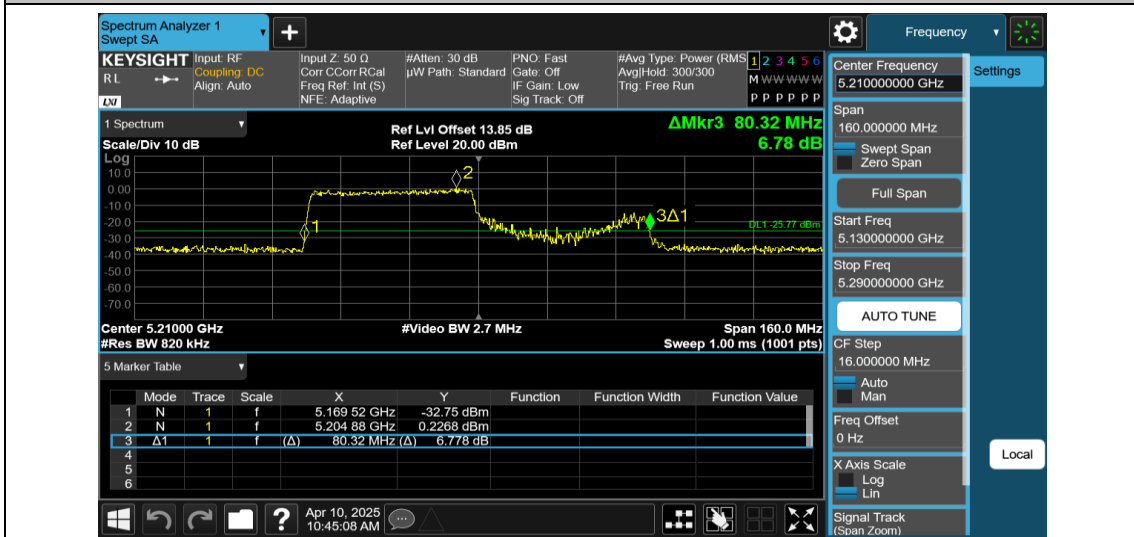 Spectrum Analyzer 1
Swept SA
Frequency
KEYSIGHT
R L
LXI
Input: RF
Coupling: DC
Align: Auto
Input Z: 50 Ω
Corr CCorr RCal
Freq Ref: Int (S)
NFE: Adaptive
#Atten: 30 dB
µW Path: Standard
PNO: Fast
Gate: Off
IF Gain: Low
Sig Track: Off
#Avg Type: Power (RMS
Avg|Hold: 300/300
Trig: Free Run
1 2 3 4 5 6
M W W W W W
P P P P P P
1 Spectrum
Scale/Div 10 dB
Ref Lvl Offset 13.85 dB
Ref Level 20.00 dBm
ΔMkr3 80.32 MHz
6.78 dB
Log
10.0
0.00
-10.0
-20.0
-30.0
-40.0
-50.0
-60.0
-70.0
1
2
3Δ1
DL1 -25.77 dBm
Center 5.21000 GHz
#Video BW 2.7 MHz
Span 160.0 MHz
#Res BW 820 kHz
Sweep 1.00 ms (1001 pts)
5 Marker Table
Mode Trace Scale X Y Function Function Width Function Value
1 N 1 f 5.169 52 GHz -32.75 dBm
2 N 1 f 5.204 88 GHz 0.2268 dBm
3 Δ1 1 f (Δ) 80.32 MHz (Δ) 6.778 dB
4
5
6
?
Apr 10, 2025
10:45:08 AM
Center Frequency
5.210000000 GHz
Settings
Span
160.000000 MHz
Swept Span
Zero Span
Full Span
Start Freq
5.130000000 GHz
Stop Freq
5.290000000 GHz
AUTO TUNE
CF Step
16.000000 MHz
Auto
Man
Freq Offset
0 Hz
X Axis Scale
Log
Lin
Local
Signal Track
(Span Zoom)